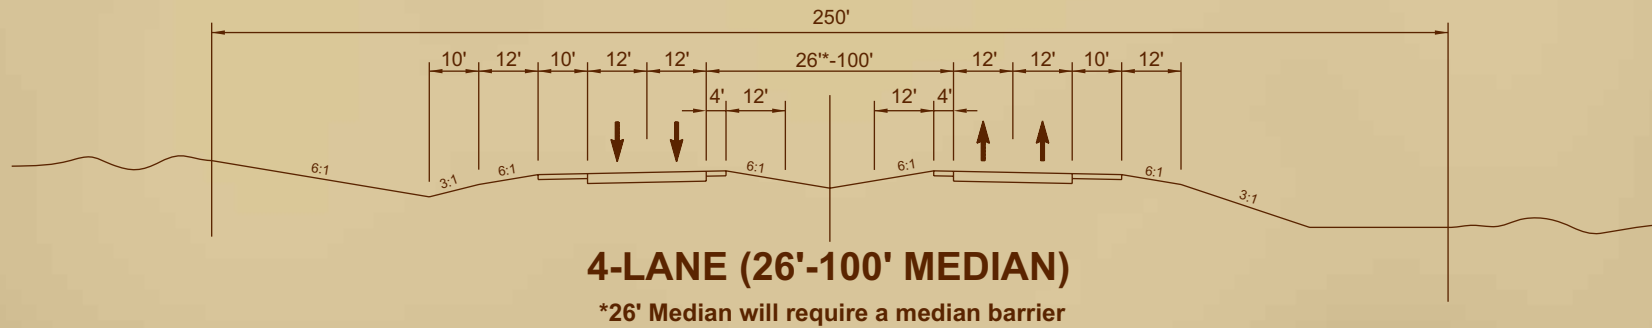 250'
10' 12' 10' 12' 12' 26'*-100' 12' 12' 10' 12'
4' 12' 12' 4'
6:1 3:1 6:1 6:1 6:1 6:1 3:1
4-LANE (26'-100' MEDIAN)
*26' Median will require a median barrier